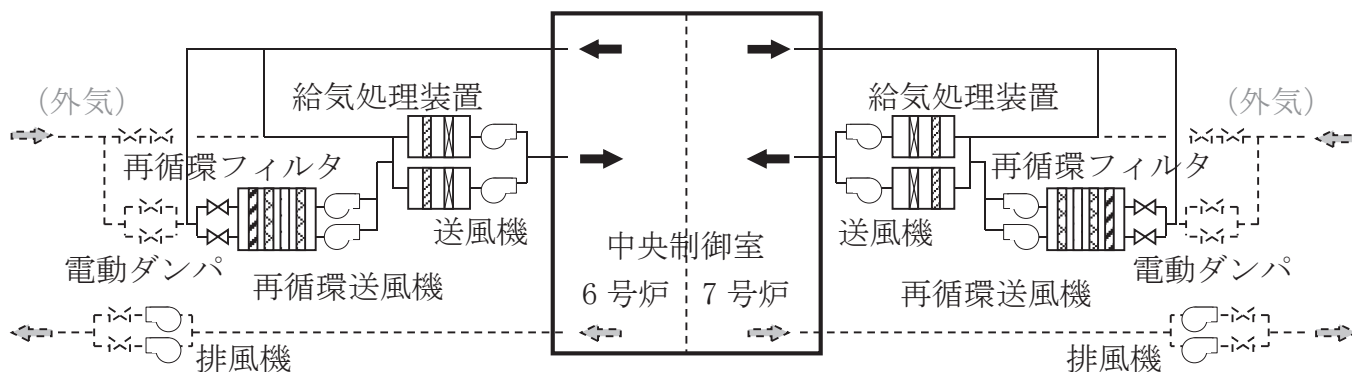 (外気)
給気処理装置
再循環フィルタ
送風機
電動ダンパ
再循環送風機
排風機
中央制御室
6 号炉
7 号炉
給気処理装置
(外気)
再循環フィルタ
送風機
電動ダンパ
再循環送風機
排風機